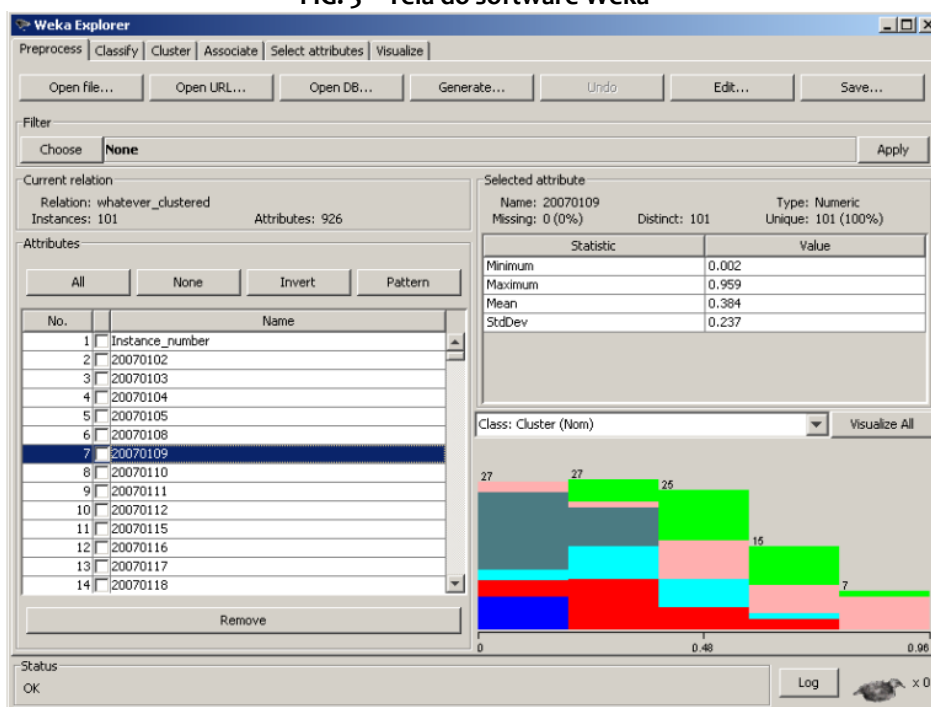 FIG. 5 – Tela do software Weka
Weka Explorer
Preprocess Classify Cluster Associate Select attributes Visualize
Open file... Open URL... Open DB... Generate... Undo Edit... Save...
Filter
Choose None Apply
Current relation
Relation: whatever_clustered
Instances: 101 Attributes: 926
Attributes
All None Invert Pattern
No. Name
1 Instance_number
2 20070102
3 20070103
4 20070104
5 20070105
6 20070108
7 20070109
8 20070110
9 20070111
10 20070112
11 20070115
12 20070116
13 20070117
14 20070118
Remove
Selected attribute
Name: 20070109 Type: Numeric
Missing: 0 (0%) Distinct: 101 Unique: 101 (100%)
Statistic Value
Minimum 0.002
Maximum 0.959
Mean 0.384
StdDev 0.237
Class: Cluster (Nom) Visualize All
27 27 25 15 7
0 0.48 0.96
Status
OK
Log x 0